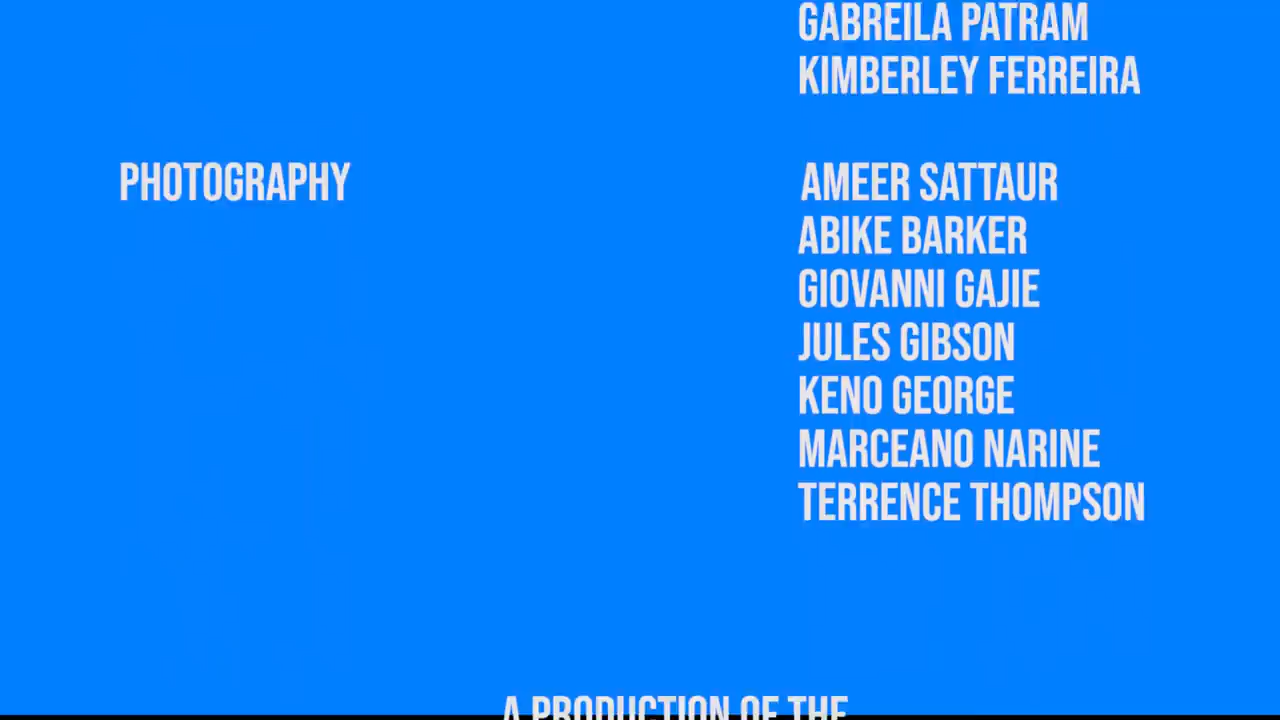 GABREILA PATRAM
KIMBERLEY FERREIRA
PHOTOGRAPHY
AMEER SATTAUR
ABIKE BARKER
GIOVANNI GAJIE
JULES GIBSON
KENO GEORGE
MARCEANO NARINE
TERRENCE THOMPSON
A PRODUCTION OF THE